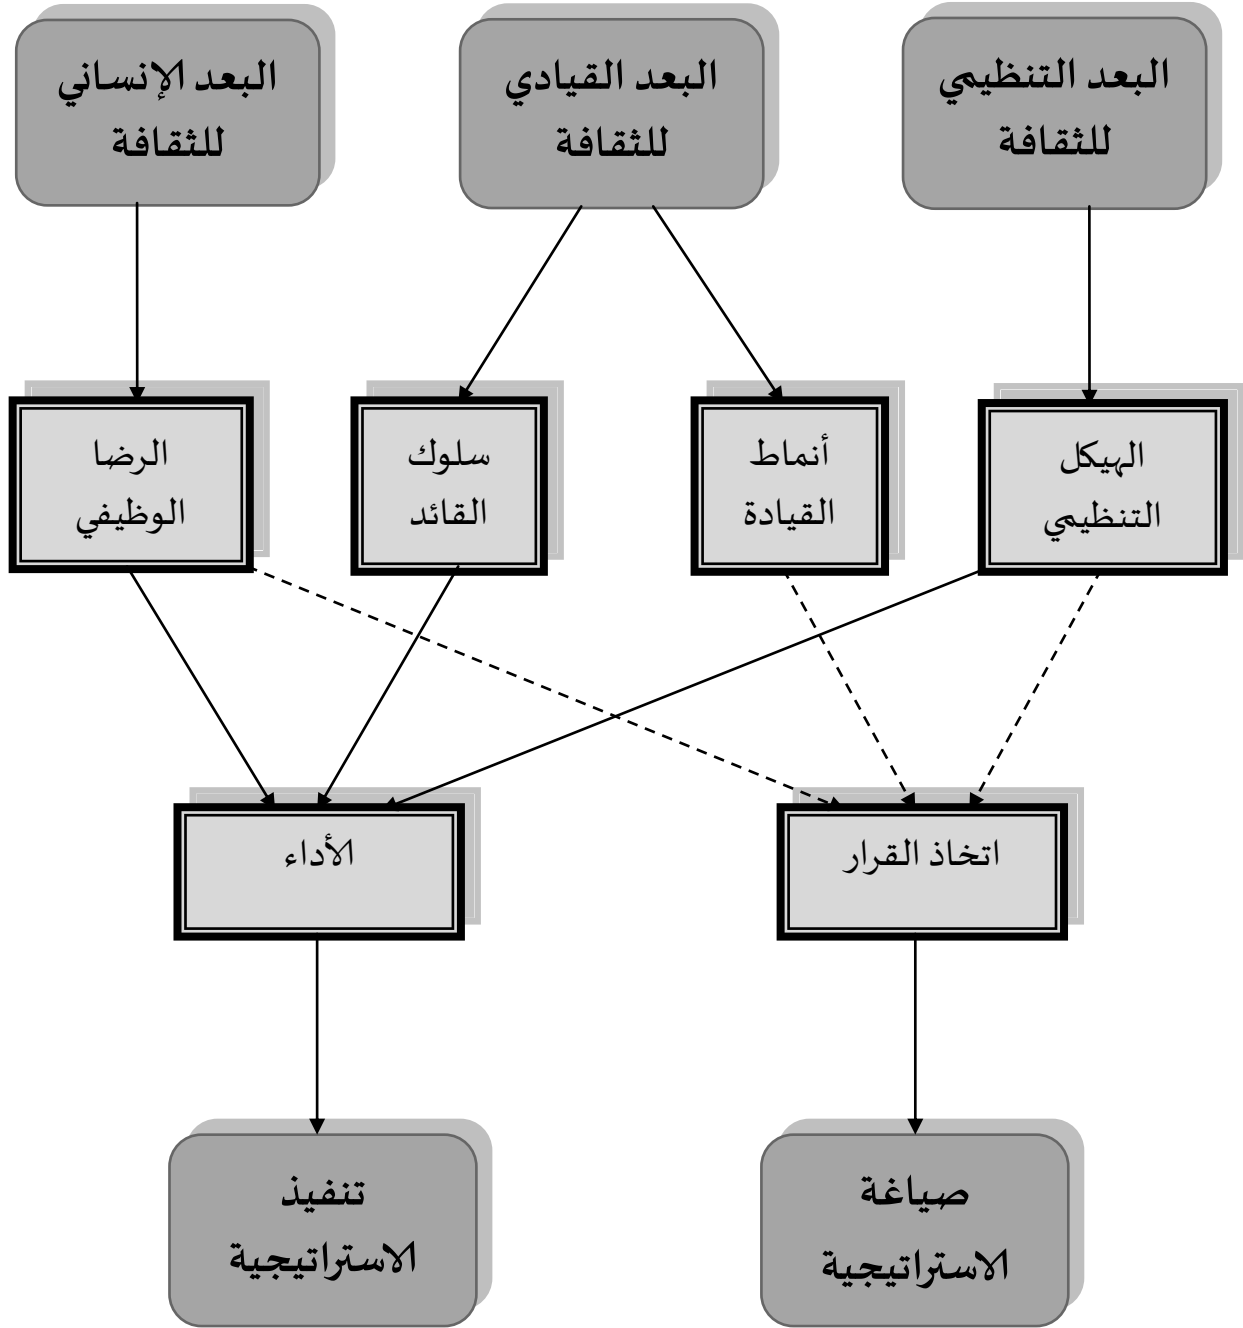 البعد التنظيمي
للثقافة
البعد القيادي
للثقافة
البعد الإنساني
للثقافة
الهيكل
التنظيمي
أنماط
القيادة
سلوك
القائد
الرضا
الوظيفي
اتخاذ القرار
الأداء
صياغة
الاستراتيجية
تنفيذ
الاستراتيجية